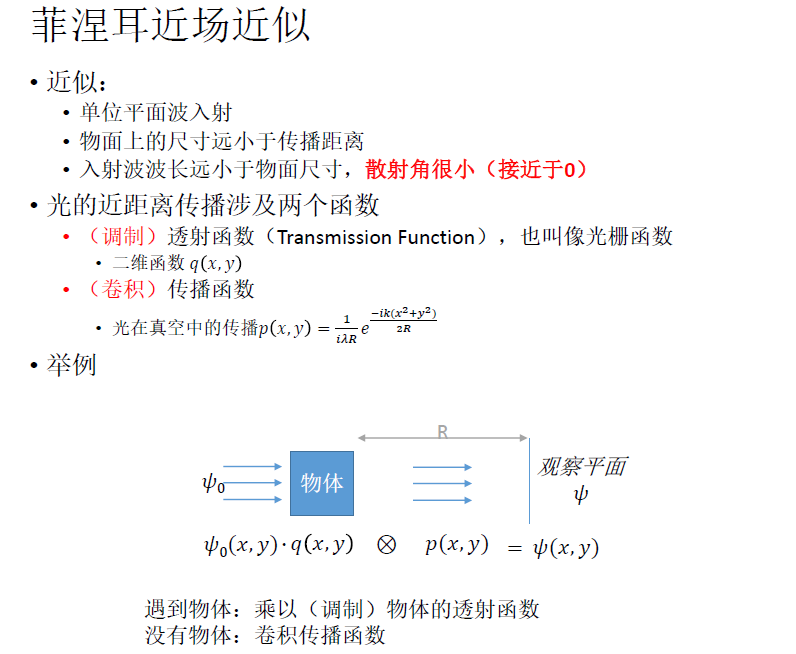 菲涅耳近场近似
• 近似：
• 单位平面波入射
• 物面上的尺寸远小于传播距离
• 入射波波长远小于物面尺寸，散射角很小（接近于0）
• 光的近距离传播涉及两个函数
• （调制）透射函数（Transmission Function），也叫像光栅函数
• 二维函数 q(x,y)
• （卷积）传播函数
• 光在真空中的传播p(x,y) = \frac{1}{iλR} e^{\frac{-ik(x^2+y^2)}{2R}}
• 举例
R
ψ₀
物体
观察平面
ψ
ψ₀(x,y)·q(x,y) ⊗ p(x,y) = ψ(x,y)
遇到物体：乘以（调制）物体的透射函数
没有物体：卷积传播函数